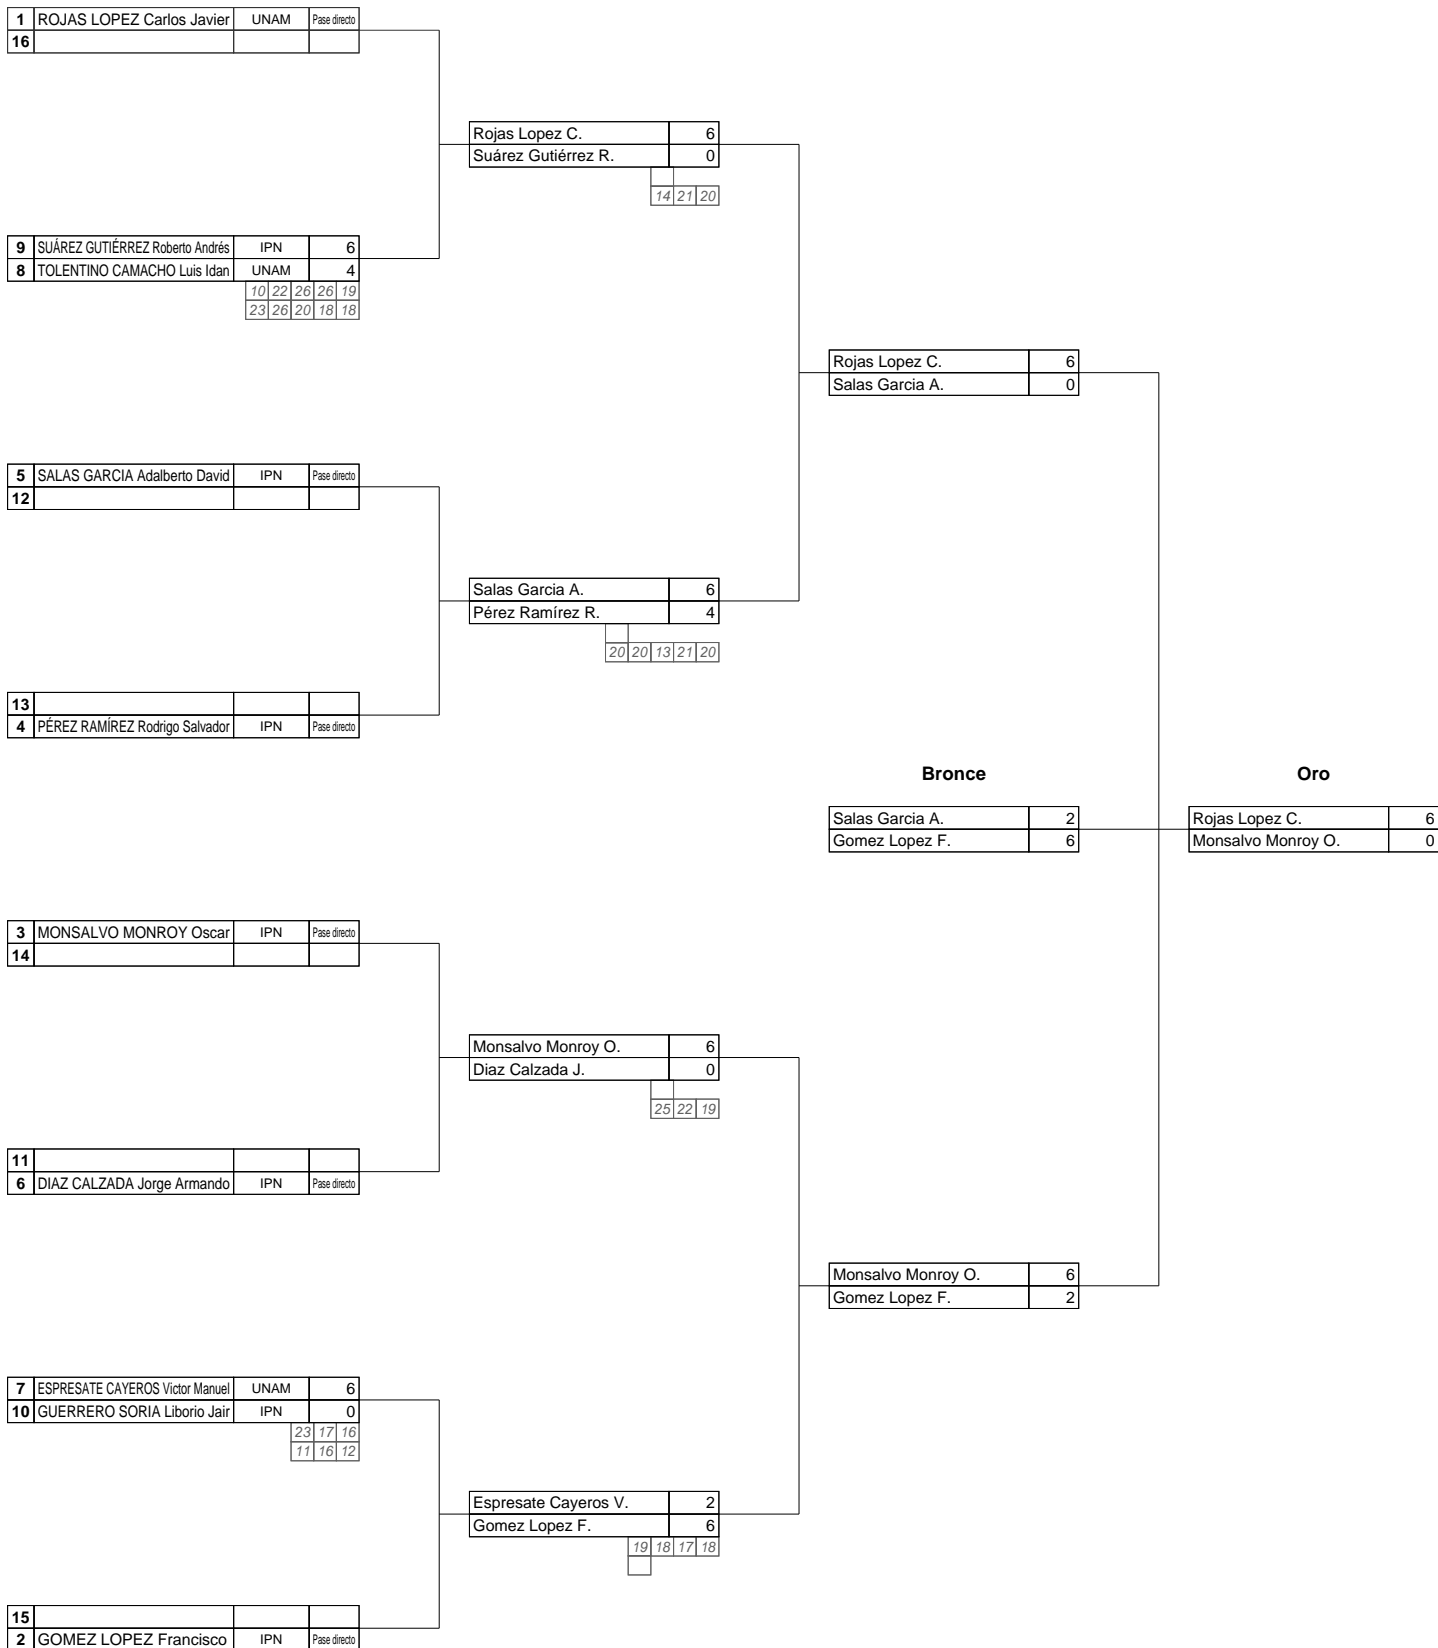 1 ROJAS LOPEZ Carlos Javier UNAM Pase directo
16
Rojas Lopez C. 6
Suárez Gutiérrez R. 0
14 21 20
9 SUÁREZ GUTIÉRREZ Roberto Andrés IPN 6
8 TOLENTINO CAMACHO Luis Idan UNAM 4
10 22 26 26 19
23 26 20 18 18
Rojas Lopez C. 6
Salas Garcia A. 0
5 SALAS GARCIA Adalberto David IPN Pase directo
12
Salas Garcia A. 6
Pérez Ramírez R. 4
20 20 13 21 20
13
4 PÉREZ RAMÍREZ Rodrigo Salvador IPN Pase directo
Bronce Oro
Salas Garcia A. 2 Rojas Lopez C. 6
Gomez Lopez F. 6 Monsalvo Monroy O. 0
3 MONSALVO MONROY Oscar IPN Pase directo
14
Monsalvo Monroy O. 6
Diaz Calzada J. 0
25 22 19
11
6 DIAZ CALZADA Jorge Armando IPN Pase directo
Monsalvo Monroy O. 6
Gomez Lopez F. 2
7 ESPRESATE CAYEROS Victor Manuel UNAM 6
10 GUERRERO SORIA Liborio Jair IPN 0
23 17 16
11 16 12
Espresate Cayeros V. 2
Gomez Lopez F. 6
19 18 17 18
15
2 GOMEZ LOPEZ Francisco IPN Pase directo